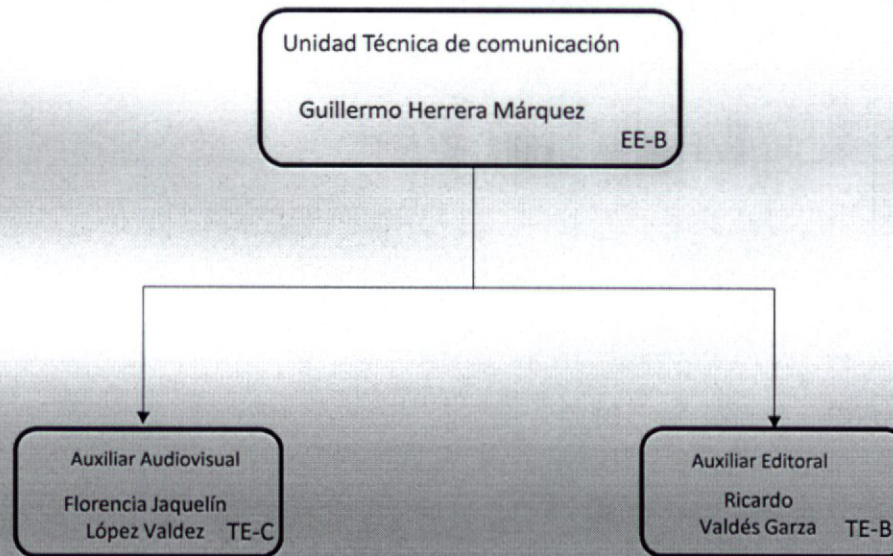 Unidad Técnica de comunicación
Guillermo Herrera Márquez
EE-B
Auxiliar Audiovisual
Florencia Jaquelín
López Valdez TE-C
Auxiliar Editoral
Ricardo
Valdés Garza TE-B